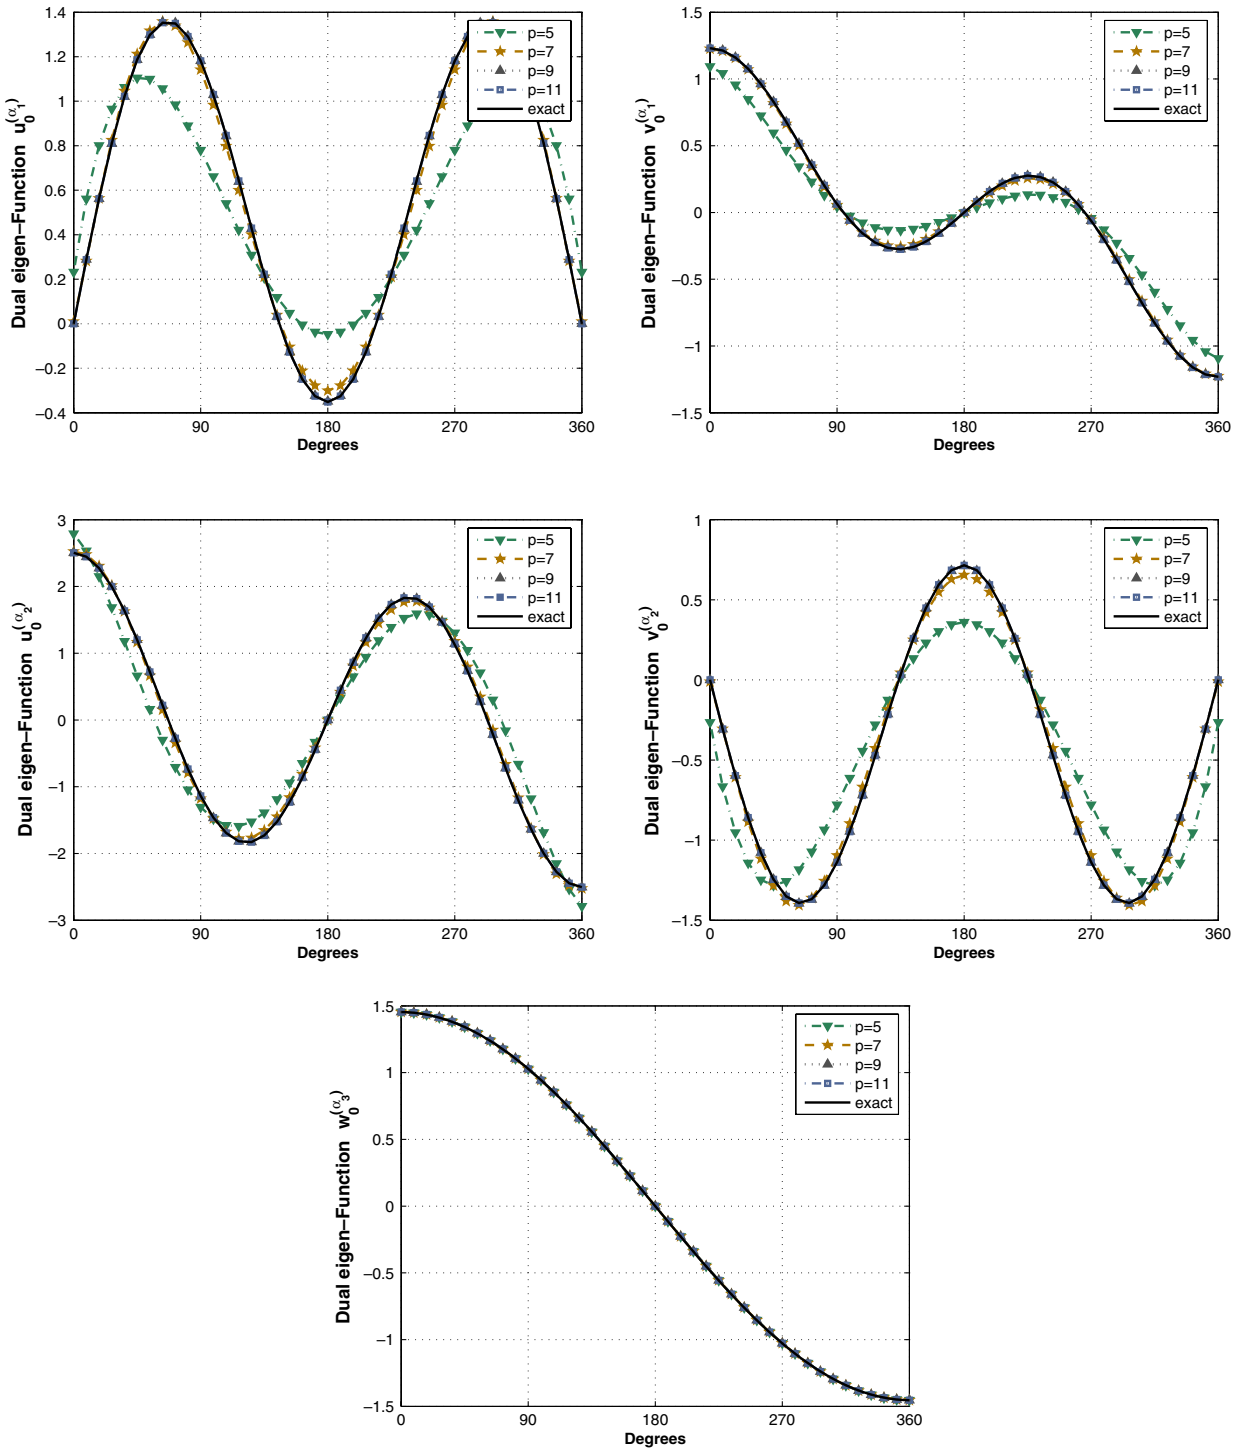 Dual eigen–Function u₀^(α₁)
1.4
1.2
1
0.8
0.6
0.4
0.2
0
−0.2
−0.4
0
90
180
270
360
Degrees
p=5
p=7
p=9
p=11
exact
Dual eigen–Function v₀^(α₁)
1.5
1
0.5
0
−0.5
−1
−1.5
0
90
180
270
360
Degrees
p=5
p=7
p=9
p=11
exact
Dual eigen–Function u₀^(α₂)
3
2
1
0
−1
−2
−3
0
90
180
270
360
Degrees
p=5
p=7
p=9
p=11
exact
Dual eigen–Function v₀^(α₂)
1
0.5
0
−0.5
−1
−1.5
0
90
180
270
360
Degrees
p=5
p=7
p=9
p=11
exact
Dual eigen–Function w₀^(α₃)
1.5
1
0.5
0
−0.5
−1
−1.5
0
90
180
270
360
Degrees
p=5
p=7
p=9
p=11
exact